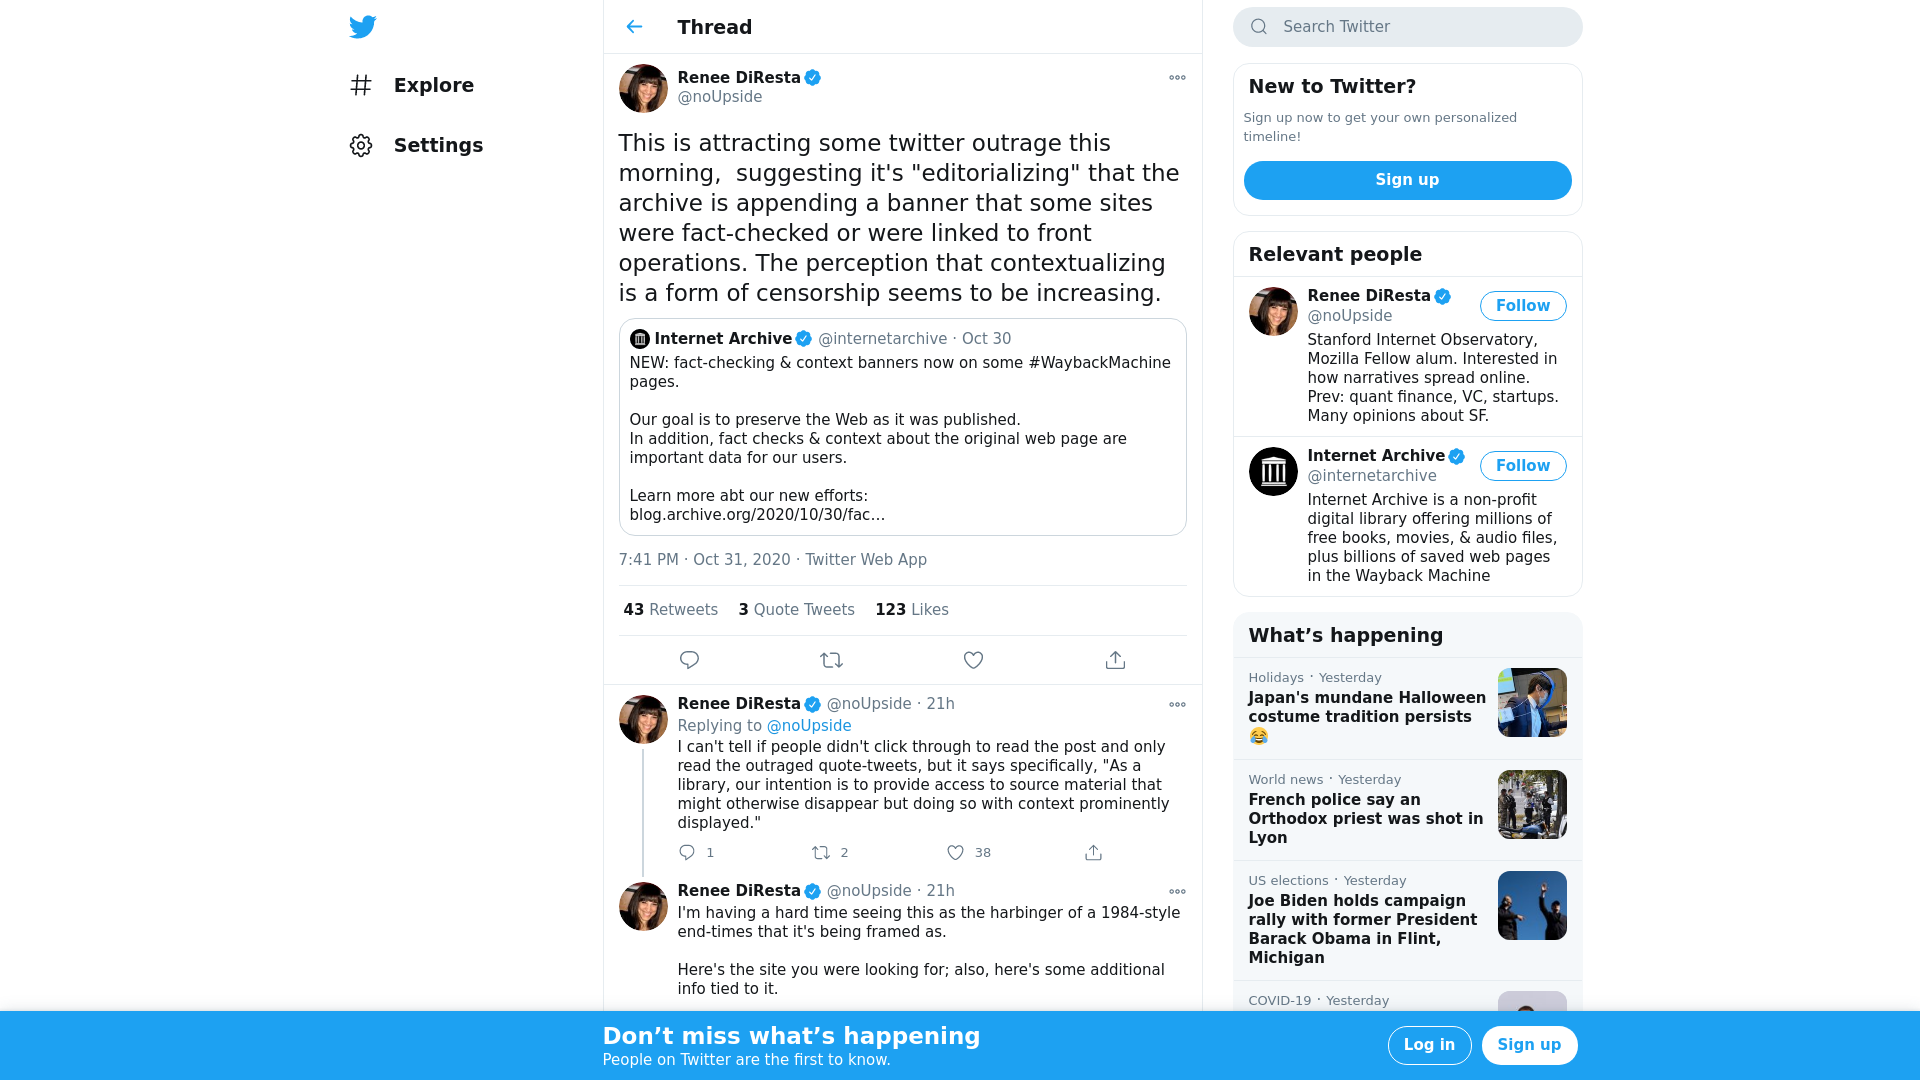 Explore
Settings
Thread
Renee DiResta
@noUpside
This is attracting some twitter outrage this
morning,  suggesting it's "editorializing" that the
archive is appending a banner that some sites
were fact-checked or were linked to front
operations. The perception that contextualizing
is a form of censorship seems to be increasing.
Internet Archive @internetarchive · Oct 30
NEW: fact-checking & context banners now on some #WaybackMachine
pages.
Our goal is to preserve the Web as it was published.
In addition, fact checks & context about the original web page are
important data for our users.
Learn more abt our new efforts:
blog.archive.org/2020/10/30/fac…
7:41 PM · Oct 31, 2020 · Twitter Web App
43 Retweets 3 Quote Tweets 123 Likes
Renee DiResta @noUpside · 21h
Replying to @noUpside
I can't tell if people didn't click through to read the post and only
read the outraged quote-tweets, but it says specifically, "As a
library, our intention is to provide access to source material that
might otherwise disappear but doing so with context prominently
displayed."
1 2 38
Renee DiResta @noUpside · 21h
I'm having a hard time seeing this as the harbinger of a 1984-style
end-times that it's being framed as.
Here's the site you were looking for; also, here's some additional
info tied to it.
Search Twitter
New to Twitter?
Sign up now to get your own personalized
timeline!
Sign up
Relevant people
Renee DiResta
@noUpside
Follow
Stanford Internet Observatory,
Mozilla Fellow alum. Interested in
how narratives spread online.
Prev: quant finance, VC, startups.
Many opinions about SF.
Internet Archive
@internetarchive
Follow
Internet Archive is a non-profit
digital library offering millions of
free books, movies, & audio files,
plus billions of saved web pages
in the Wayback Machine
What’s happening
Holidays · Yesterday
Japan's mundane Halloween
costume tradition persists
😂
World news · Yesterday
French police say an
Orthodox priest was shot in
Lyon
US elections · Yesterday
Joe Biden holds campaign
rally with former President
Barack Obama in Flint,
Michigan
COVID-19 · Yesterday
Don’t miss what’s happening
People on Twitter are the first to know.
Log in
Sign up